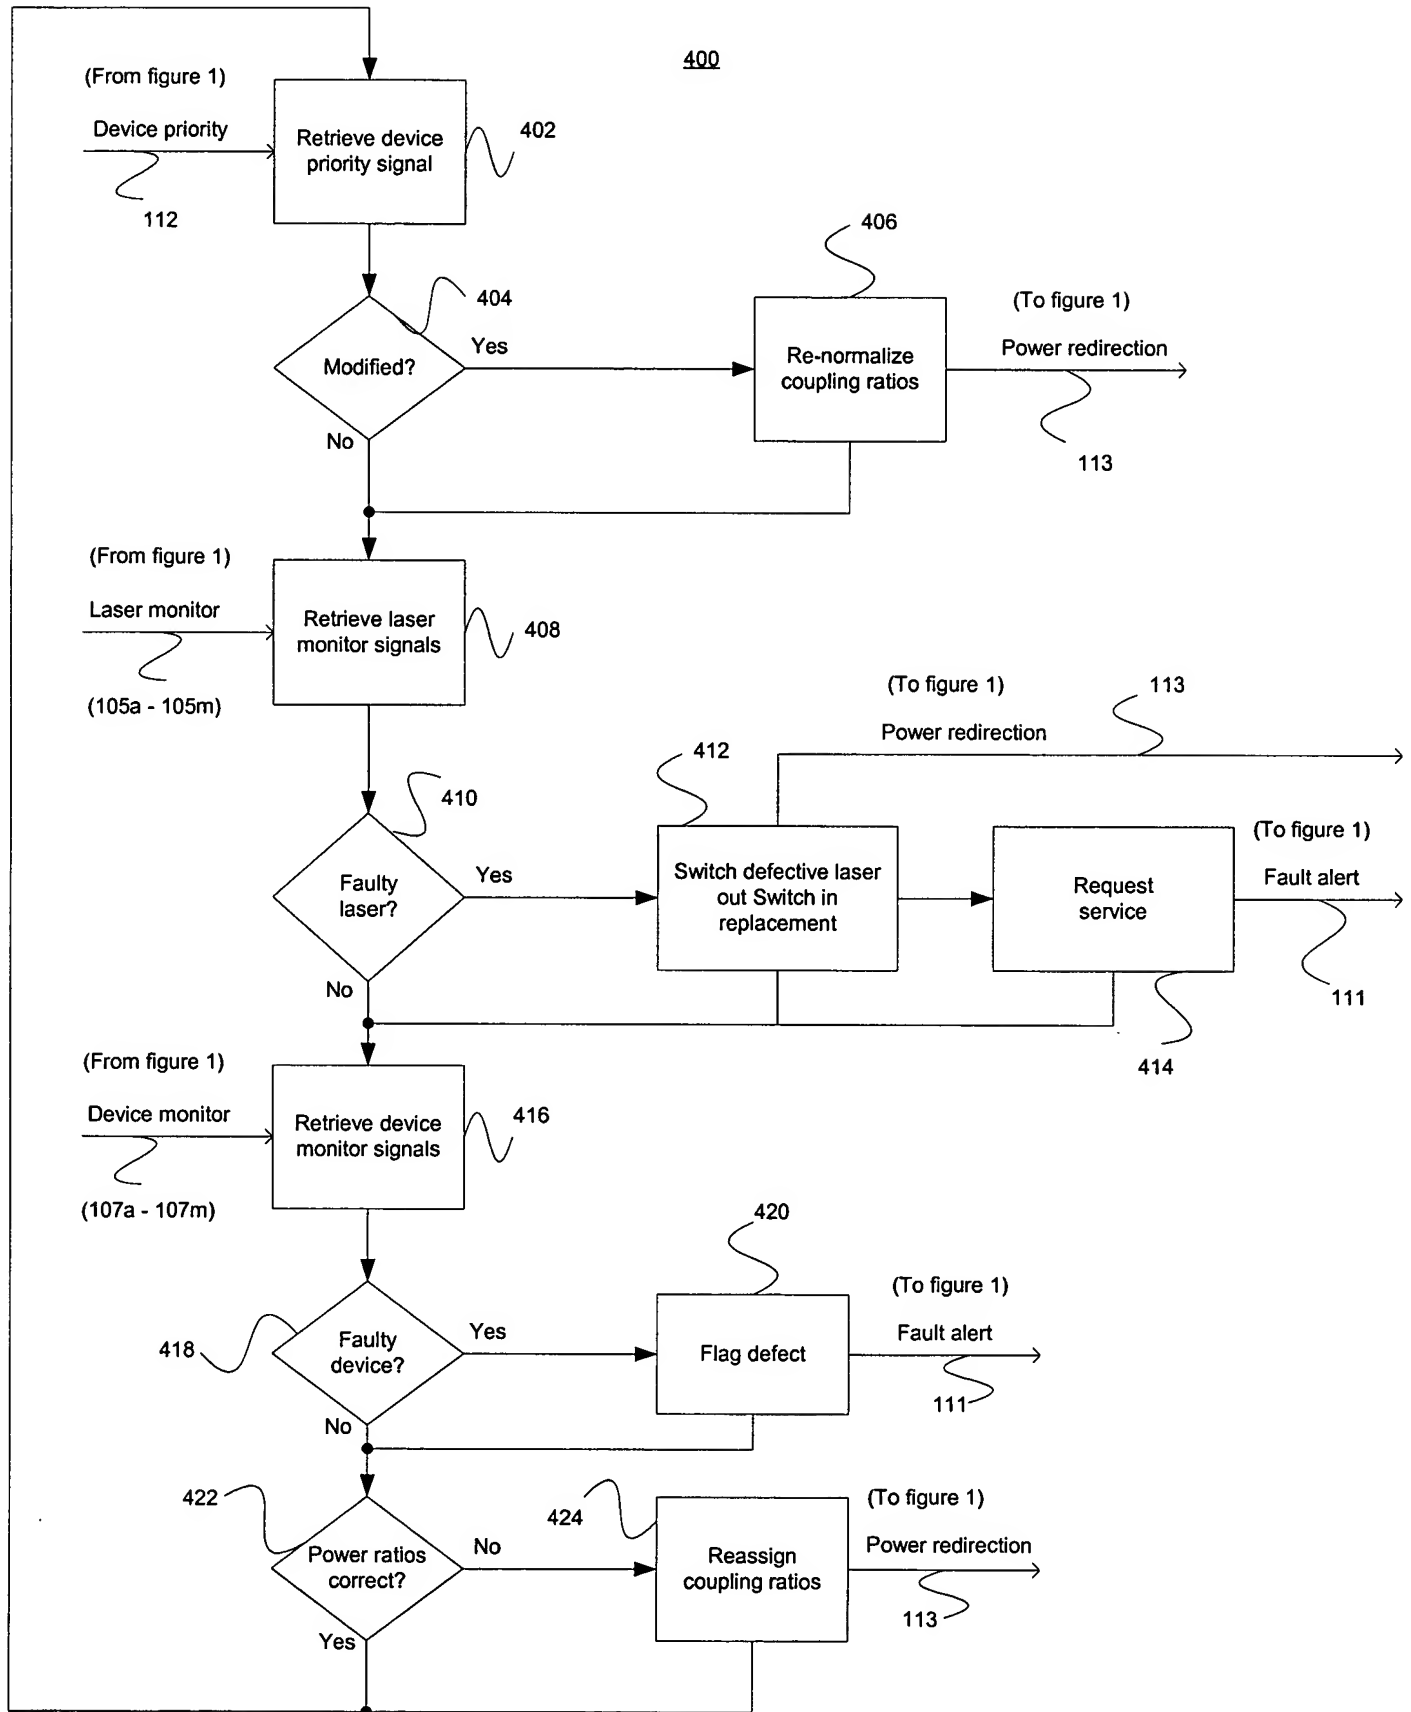 400
(From figure 1)
Device priority
112
Retrieve device
priority signal
402
404
Modified?
Yes
No
406
Re-normalize
coupling ratios
(To figure 1)
Power redirection
113
(From figure 1)
Laser monitor
(105a - 105m)
Retrieve laser
monitor signals
408
410
Faulty
laser?
Yes
No
412
Switch defective laser
out Switch in
replacement
(To figure 1)
Power redirection
113
Request
service
414
(To figure 1)
Fault alert
111
(From figure 1)
Device monitor
(107a - 107m)
Retrieve device
monitor signals
416
418
Faulty
device?
Yes
No
420
Flag defect
(To figure 1)
Fault alert
111
422
Power ratios
correct?
No
Yes
424
Reassign
coupling ratios
(To figure 1)
Power redirection
113